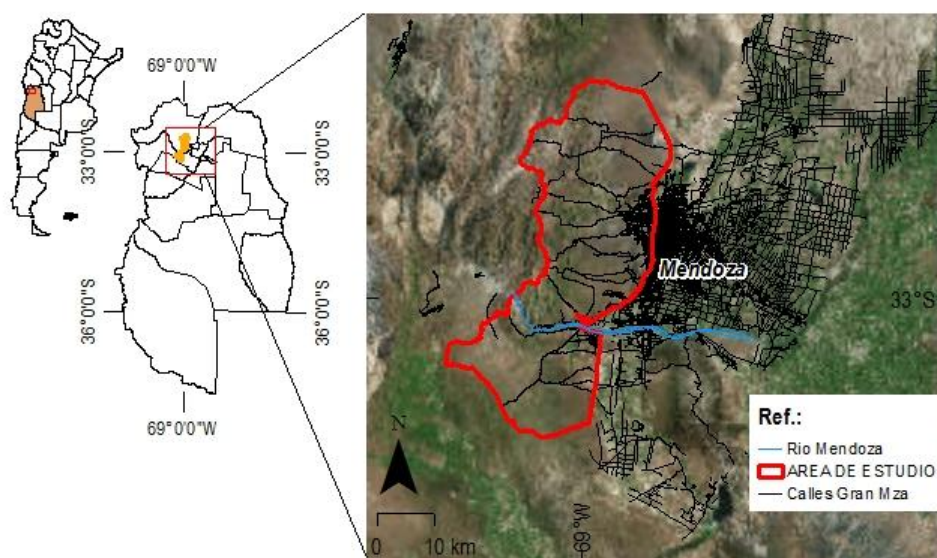 69° 0'0"W
33° 0'0"S
33° 0'0"S
36° 0'0"S
36° 0'0"S
69° 0'0"W
Mendoza
33°S
N
0 10 km
69°W
Ref.:
Rio Mendoza
AREA DE ESTUDIO
Calles Gran Mza